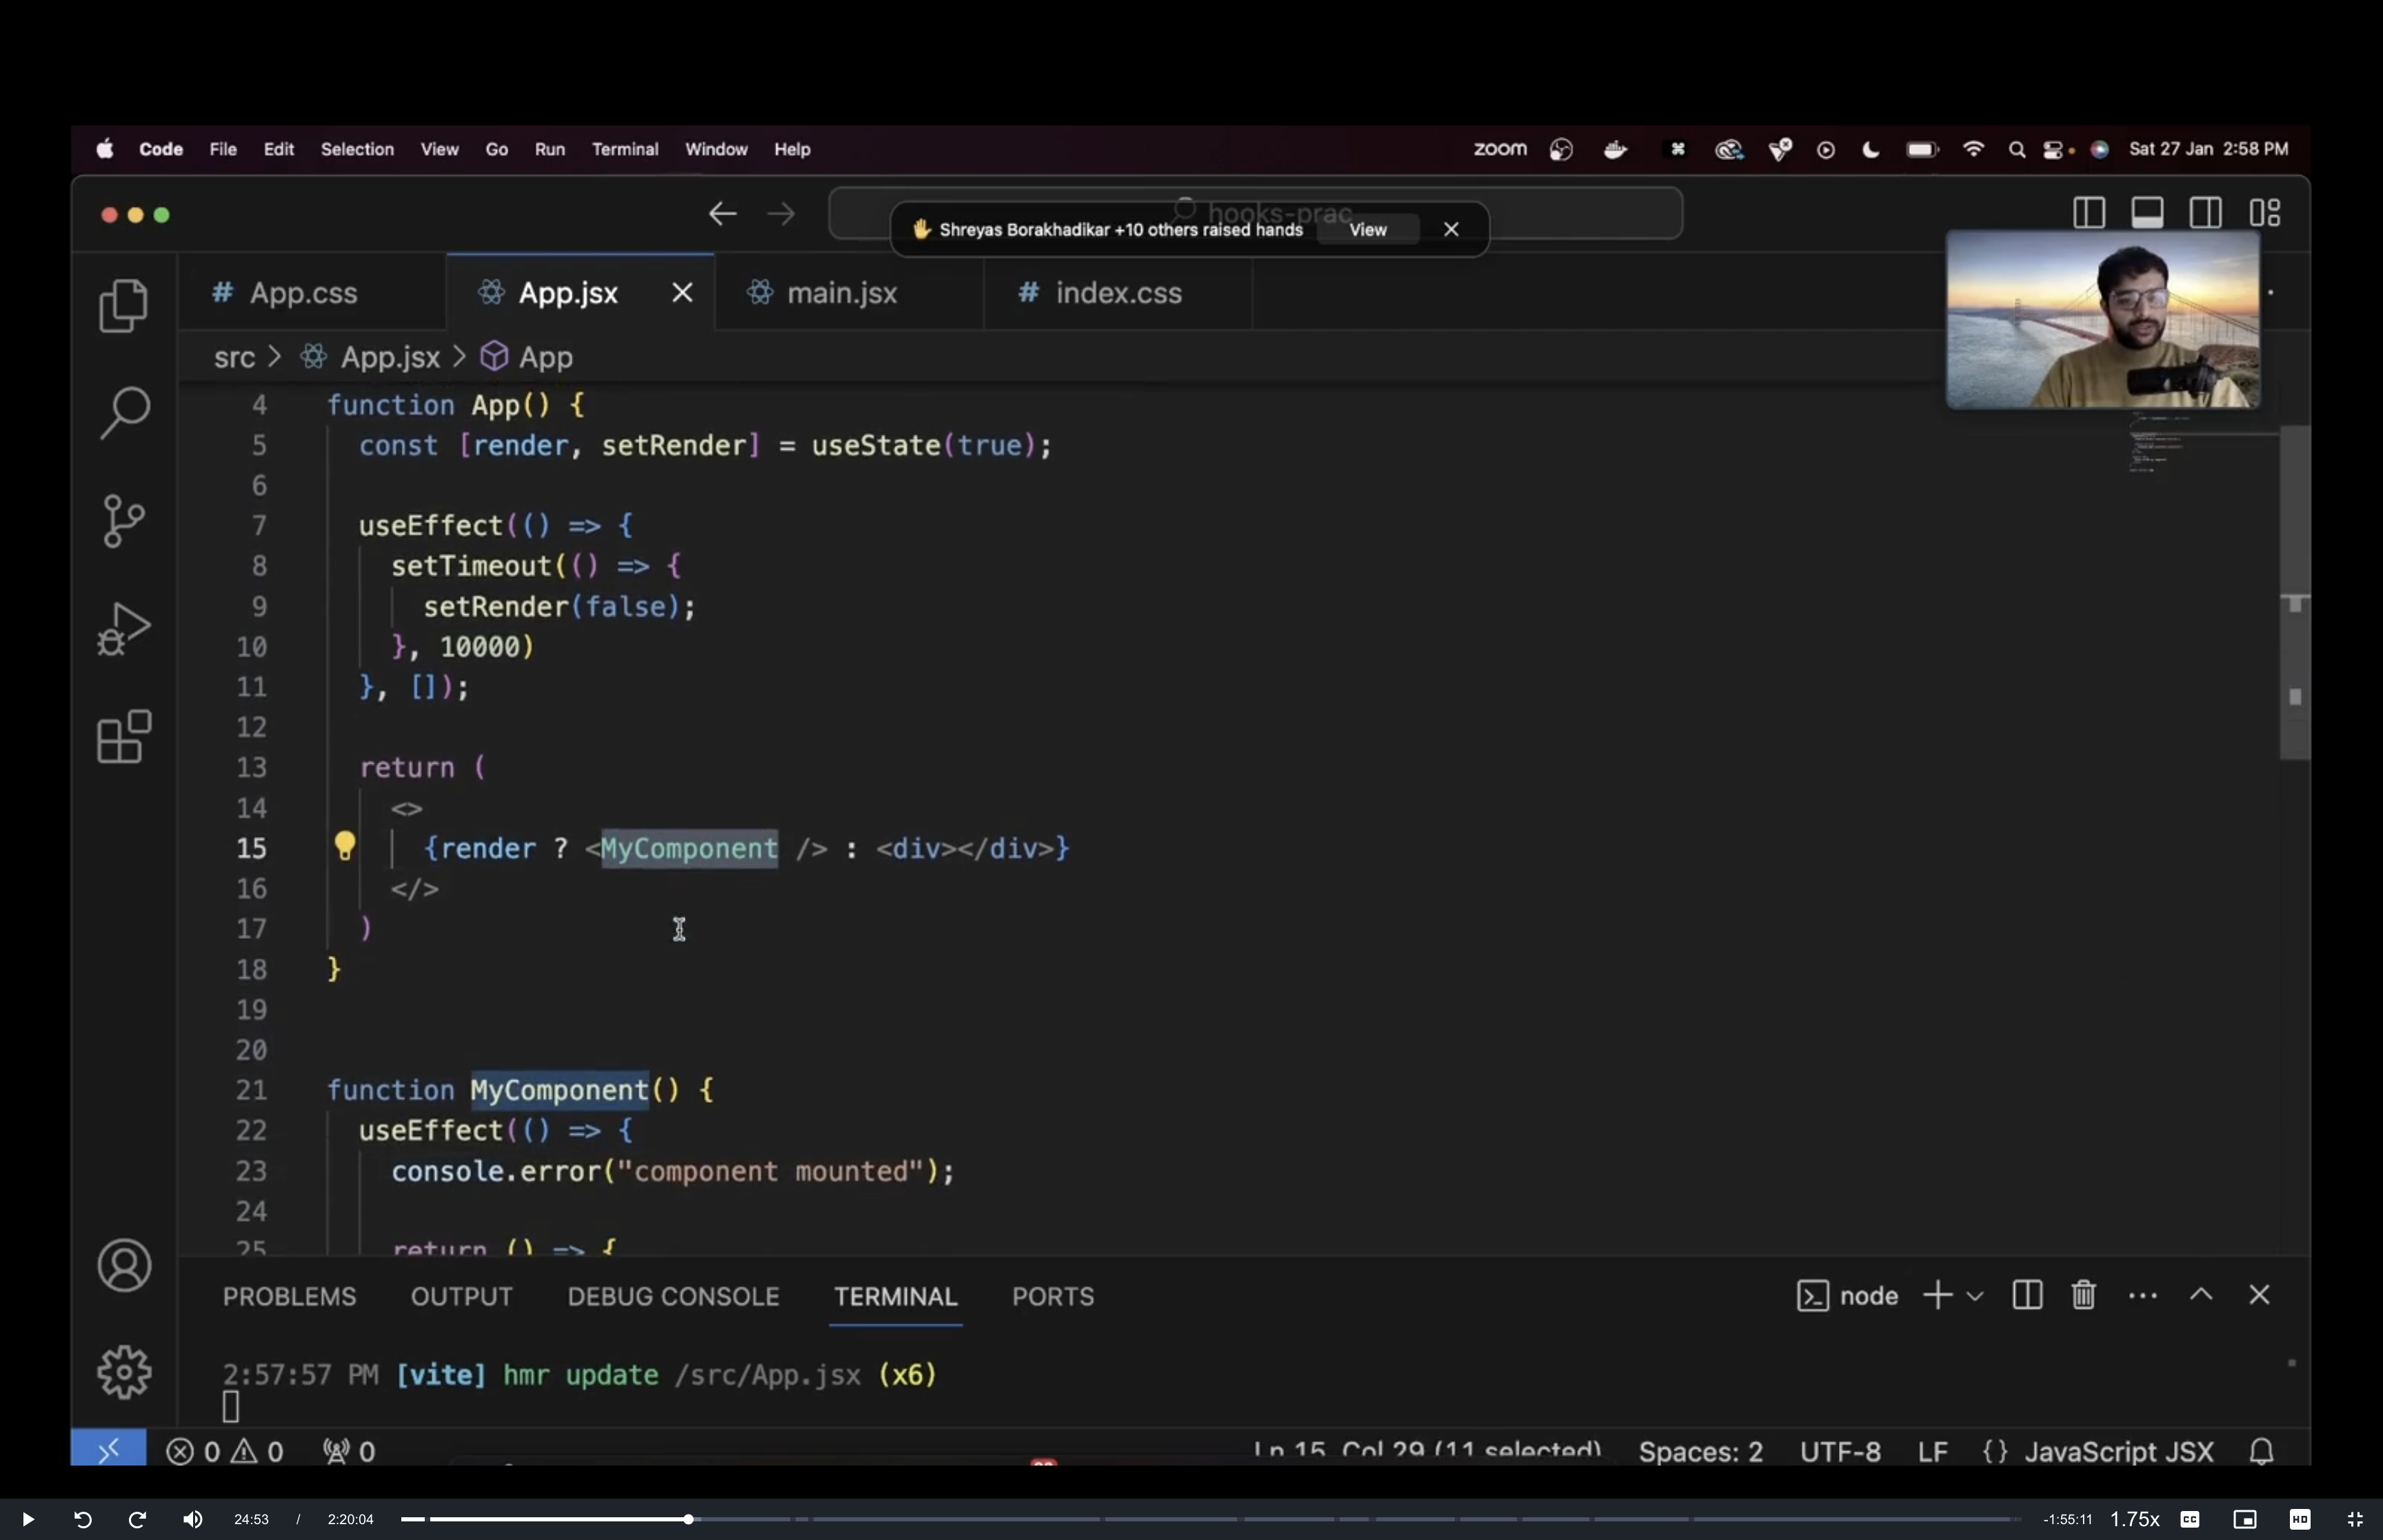 Code File Edit Selection View Go Run Terminal Window Help zoom Sat 27 Jan 2:58 PM
hooks-prac
Shreyas Borakhadikar +10 others raised hands View
# App.css App.jsx main.jsx # index.css
src > App.jsx > App
4 function App() {
5 const [render, setRender] = useState(true);
6
7 useEffect(() => {
8 setTimeout(() => {
9 setRender(false);
10 }, 10000)
11 }, []);
12
13 return (
14 <>
15 {render ? <MyComponent /> : <div></div>}
16 </>
17 )
18 }
19
20
21 function MyComponent() {
22 useEffect(() => {
23 console.error("component mounted");
24
25 return () => {
PROBLEMS OUTPUT DEBUG CONSOLE TERMINAL PORTS node
2:57:57 PM [vite] hmr update /src/App.jsx (x6)
0 0 0 Ln 15, Col 29 (11 selected) Spaces: 2 UTF-8 LF {} JavaScript JSX
24:53 / 2:20:04 -1:55:11 1.75x CC HD